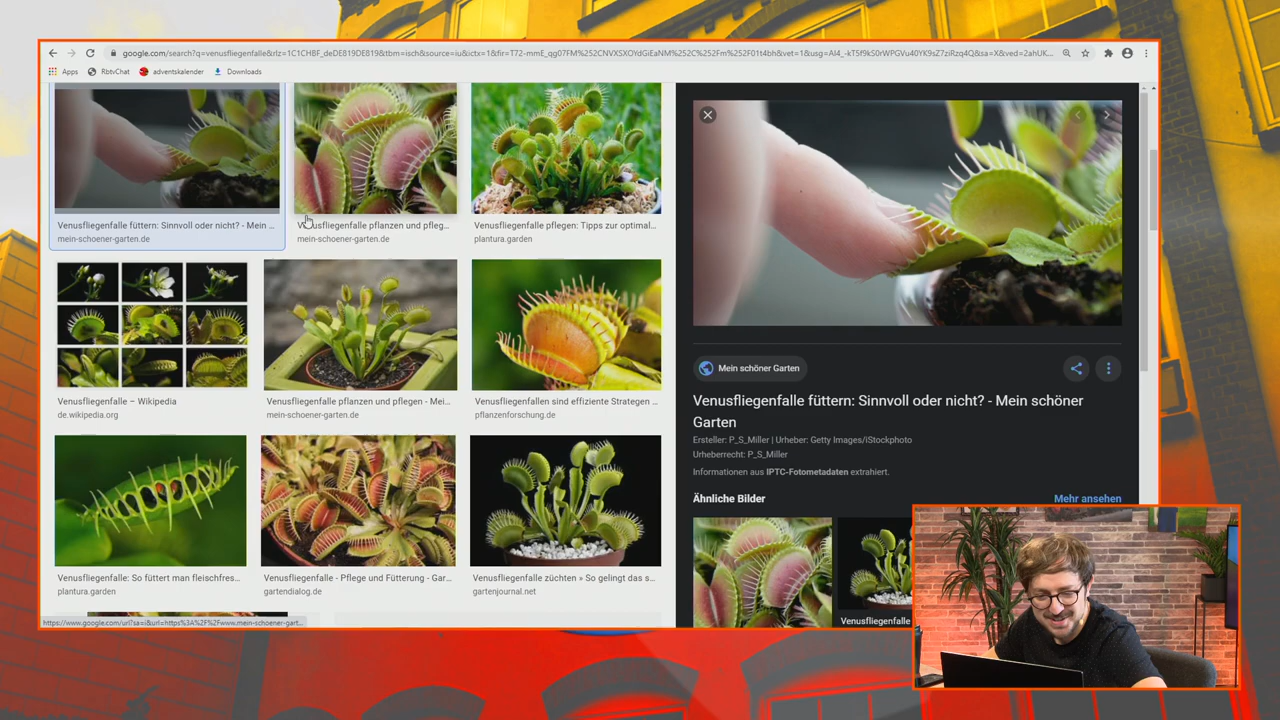 google.com/search?q=venusfliegenfalle&rlz=1C1CHBF_deDE819DE819&tbm=isch&source=iu&ictx=1&fir=T72-mmE_qg07FM%252CNVXSXOYdGiEaNM%252C%252Fm%252F01t4bh&vet=1&usg=AI4_-kT5f9kS0rWPGVu40YK9sZ7ziRzq4Q&sa=X&ved=2ahUK...
Apps RbtvChat adventskalender Downloads
Venusfliegenfalle füttern: Sinnvoll oder nicht? - Mein ...
mein-schoener-garten.de
Venusfliegenfalle pflanzen und pfleg...
mein-schoener-garten.de
Venusfliegenfalle pflegen: Tipps zur optimal...
plantura.garden
Venusfliegenfalle – Wikipedia
de.wikipedia.org
Venusfliegenfalle pflanzen und pflegen - Mei...
mein-schoener-garten.de
Venusfliegenfallen sind effiziente Strategen ...
pflanzenforschung.de
Venusfliegenfalle: So füttert man fleischfres...
plantura.garden
Venusfliegenfalle - Pflege und Fütterung - Gar...
gartendialog.de
Venusfliegenfalle züchten » So gelingt das s...
gartenjournal.net
https://www.google.com/url?sa=i&url=https%3A%2F%2Fwww.mein-schoener-gart...
Mein schöner Garten
Venusfliegenfalle füttern: Sinnvoll oder nicht? - Mein schöner
Garten
Ersteller: P_S_Miller | Urheber: Getty Images/iStockphoto
Urheberrecht: P_S_Miller
Informationen aus IPTC-Fotometadaten extrahiert.
Ähnliche Bilder
Mehr ansehen
Venusfliegenfalle